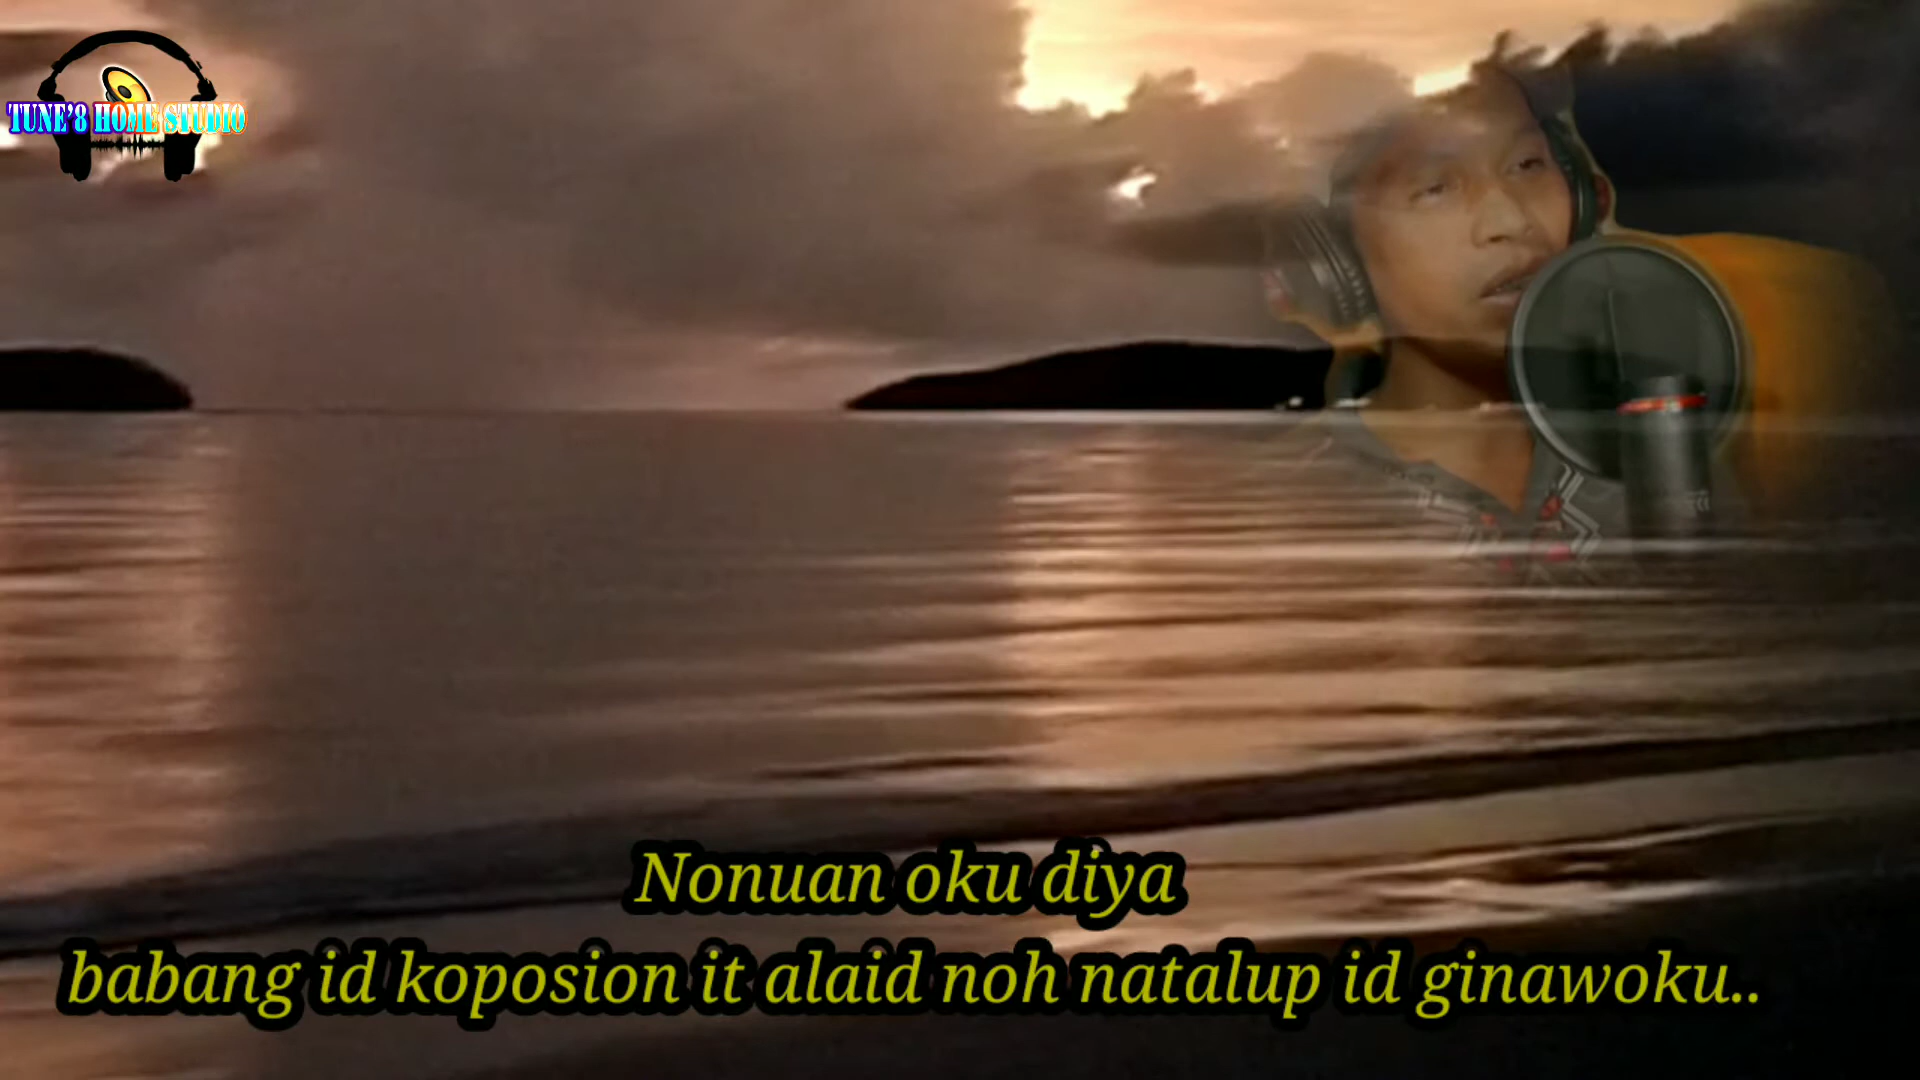 TUNE'8 HOME STUDIO
Nonuan oku diya
babang id koposion it alaid noh natalup id ginawoku..